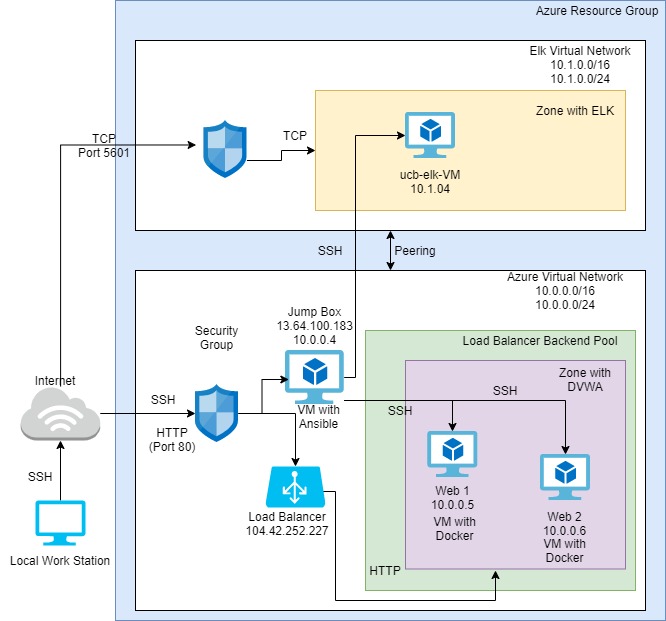 Azure Resource Group
Elk Virtual Network
10.1.0.0/16
10.1.0.0/24
Zone with ELK
TCP
Port 5601
TCP
ucb-elk-VM
10.1.04
SSH
Peering
Azure Virtual Network
10.0.0.0/16
10.0.0.0/24
Jump Box
13.64.100.183
10.0.0.4
Security
Group
Load Balancer Backend Pool
Zone with
DVWA
Internet
SSH
HTTP
(Port 80)
VM with
Ansible
SSH
SSH
SSH
Web 1
10.0.0.5
VM with
Docker
Web 2
10.0.0.6
VM with
Docker
Load Balancer
104.42.252.227
Local Work Station
HTTP